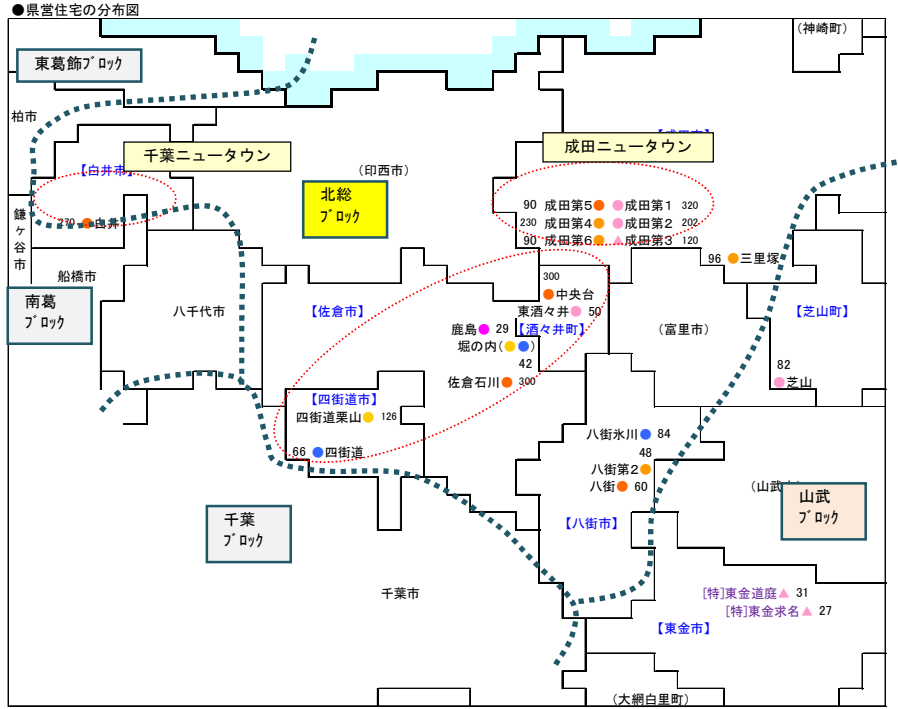 ●県営住宅の分布図
(神崎町)
東葛飾ﾌﾞﾛｯｸ
柏市
【白井市】
千葉ニュータウン
(印西市)
成田ニュータウン
北総
ﾌﾞﾛｯｸ
90 成田第5 成田第1 320
230 成田第4 成田第2 202
90 成田第6 成田第3 120
270 白井
鎌ヶ谷市
船橋市
96 三里塚
南葛
ﾌﾞﾛｯｸ
八千代市
【佐倉市】
300
中央台
東酒々井 50
鹿島 29
【酒々井町】
(富里市)
【芝山町】
堀の内( )
42
佐倉石川 300
82
芝山
【四街道市】
四街道栗山 126
66 四街道
八街氷川 84
48
八街第2
八街 60
(山武
山武
ﾌﾞﾛｯｸ
千葉
ﾌﾞﾛｯｸ
【八街市】
千葉市
[特]東金道庭 31
[特]東金求名 27
【東金市】
(大網白里町)